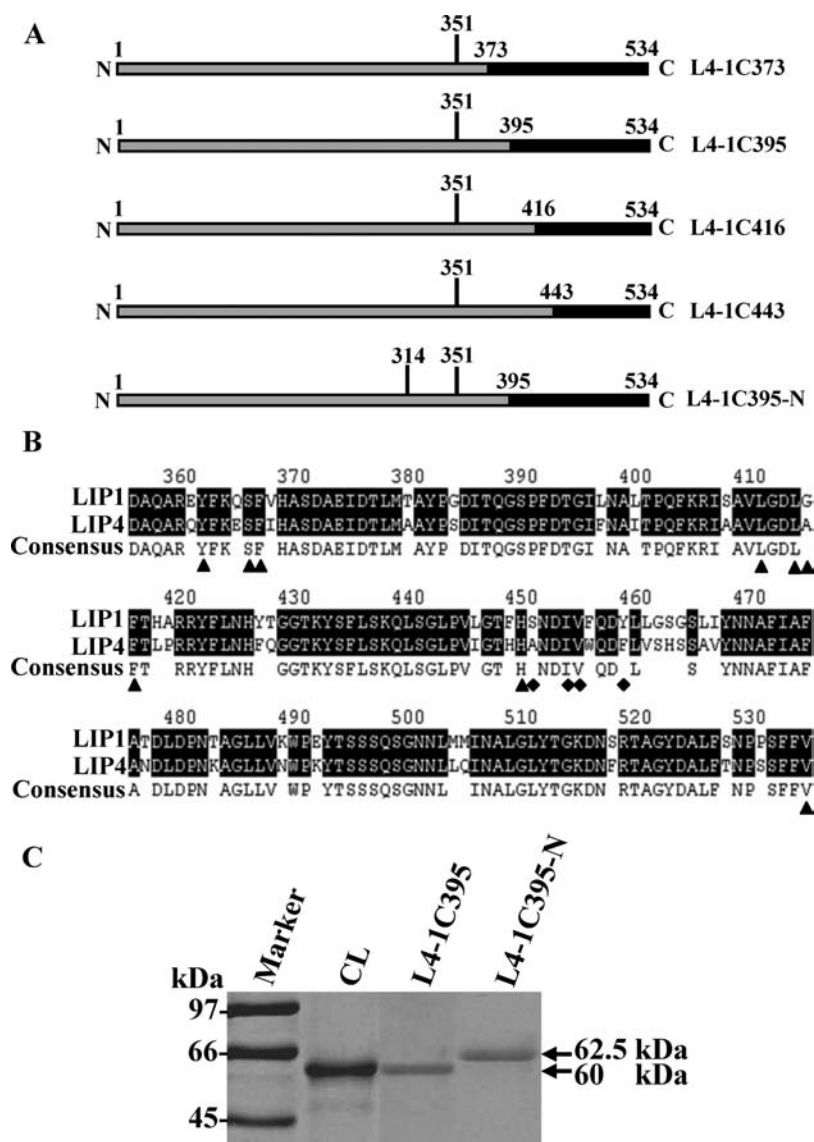 A
351
1 373 534
N C L4-1C373
351
1 395 534
N C L4-1C395
351
1 416 534
N C L4-1C416
351
1 443 534
N C L4-1C443
314 351
1 395 534
N C L4-1C395-N
B
360 370 380 390 400 410
LIP1 DAQAREYFKQSFVHASDAEIDTLMTAYPGDITQGSPFDTGILNALTPQFKRISAVLGDLG
LIP4 DAQARQYFKESFIHASDAEIDTLMAAYPSDITQGSPFDTGIFNAITPQFKRISAVLGDLA
Consensus DAQAR YFK SF HASDAEIDTLM AYP DITQGSPFDTGI NA TPQFKRI AVLGDL
420 430 440 450 460 470
LIP1 FTHARRYFLNHYTGGTKYSFLSKQLSGLPVLGTFHSNDIVFQDYLLGSGSLIYNNAFIAF
LIP4 FTLPRRYFLNHFQGGTKYSFLSKQLSGLPVIGTHHANDIVWQDFLVSHSSAVYNNAFIAF
Consensus FT RRYFLNH GGTKYSFLSKQLSGLPV GT H NDIV QD L S YNNAFIAF
480 490 500 510 520 530
LIP1 ATDLDPNTAGLLVKWPEYTSSSQSGNNLMMINALGLYTGKDNSRTAGYDALFSNPPSFFV
LIP4 ANDLDPNKAGLLVNWPKYTSSSQSGNNLLQINALGLYTGKDNFRTAGYDALFTNPSSFFV
Consensus A DLDPN AGLLV WP YTSSSQSGNNL INALGLYTGKDN RTAGYDALF NP SFFV
C
kDa Marker CL L4-1C395 L4-1C395-N
97
66 62.5 kDa
60 kDa
45